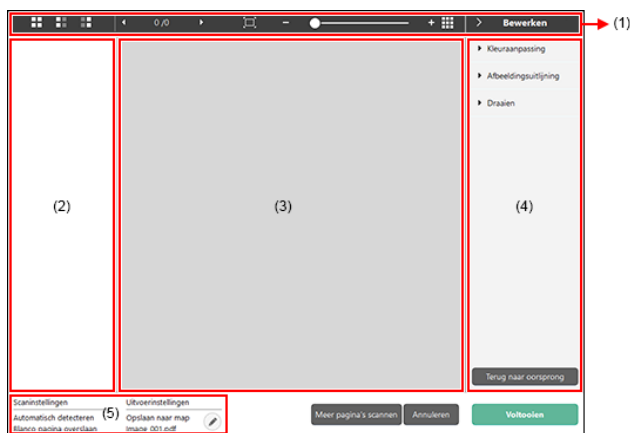 0 /0
Bewerken
(1)
Kleuraanpassing
Afbeeldingsuitlijning
Draaien
(2)
(3)
(4)
Terug naar oorsprong
Scaninstellingen
Uitvoerinstellingen
Automatisch detecteren
(5)
Opslaan naar map
Blanco pagina overslaan
Image 001.pdf
Meer pagina's scannen
Annuleren
Voltooien